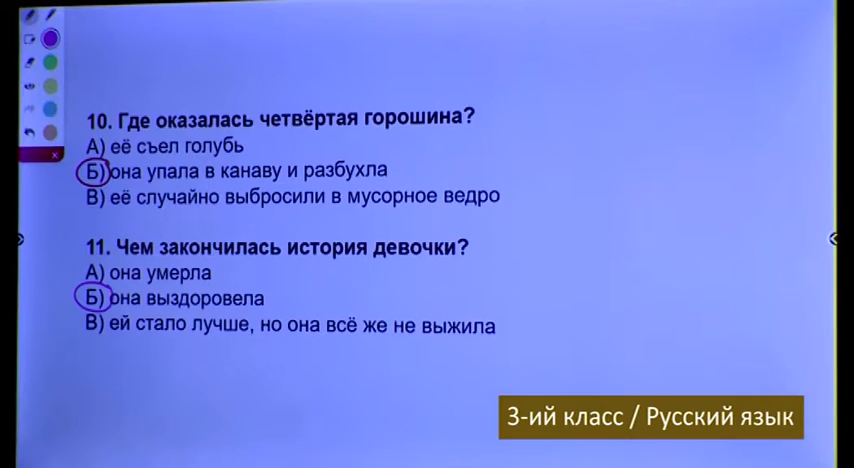 10. Где оказалась четвёртая горошина?
А) её съел голубь
Б) она упала в канаву и разбухла
В) её случайно выбросили в мусорное ведро
11. Чем закончилась история девочки?
А) она умерла
Б) она выздоровела
В) ей стало лучше, но она всё же не выжила
3-ий класс / Русский язык